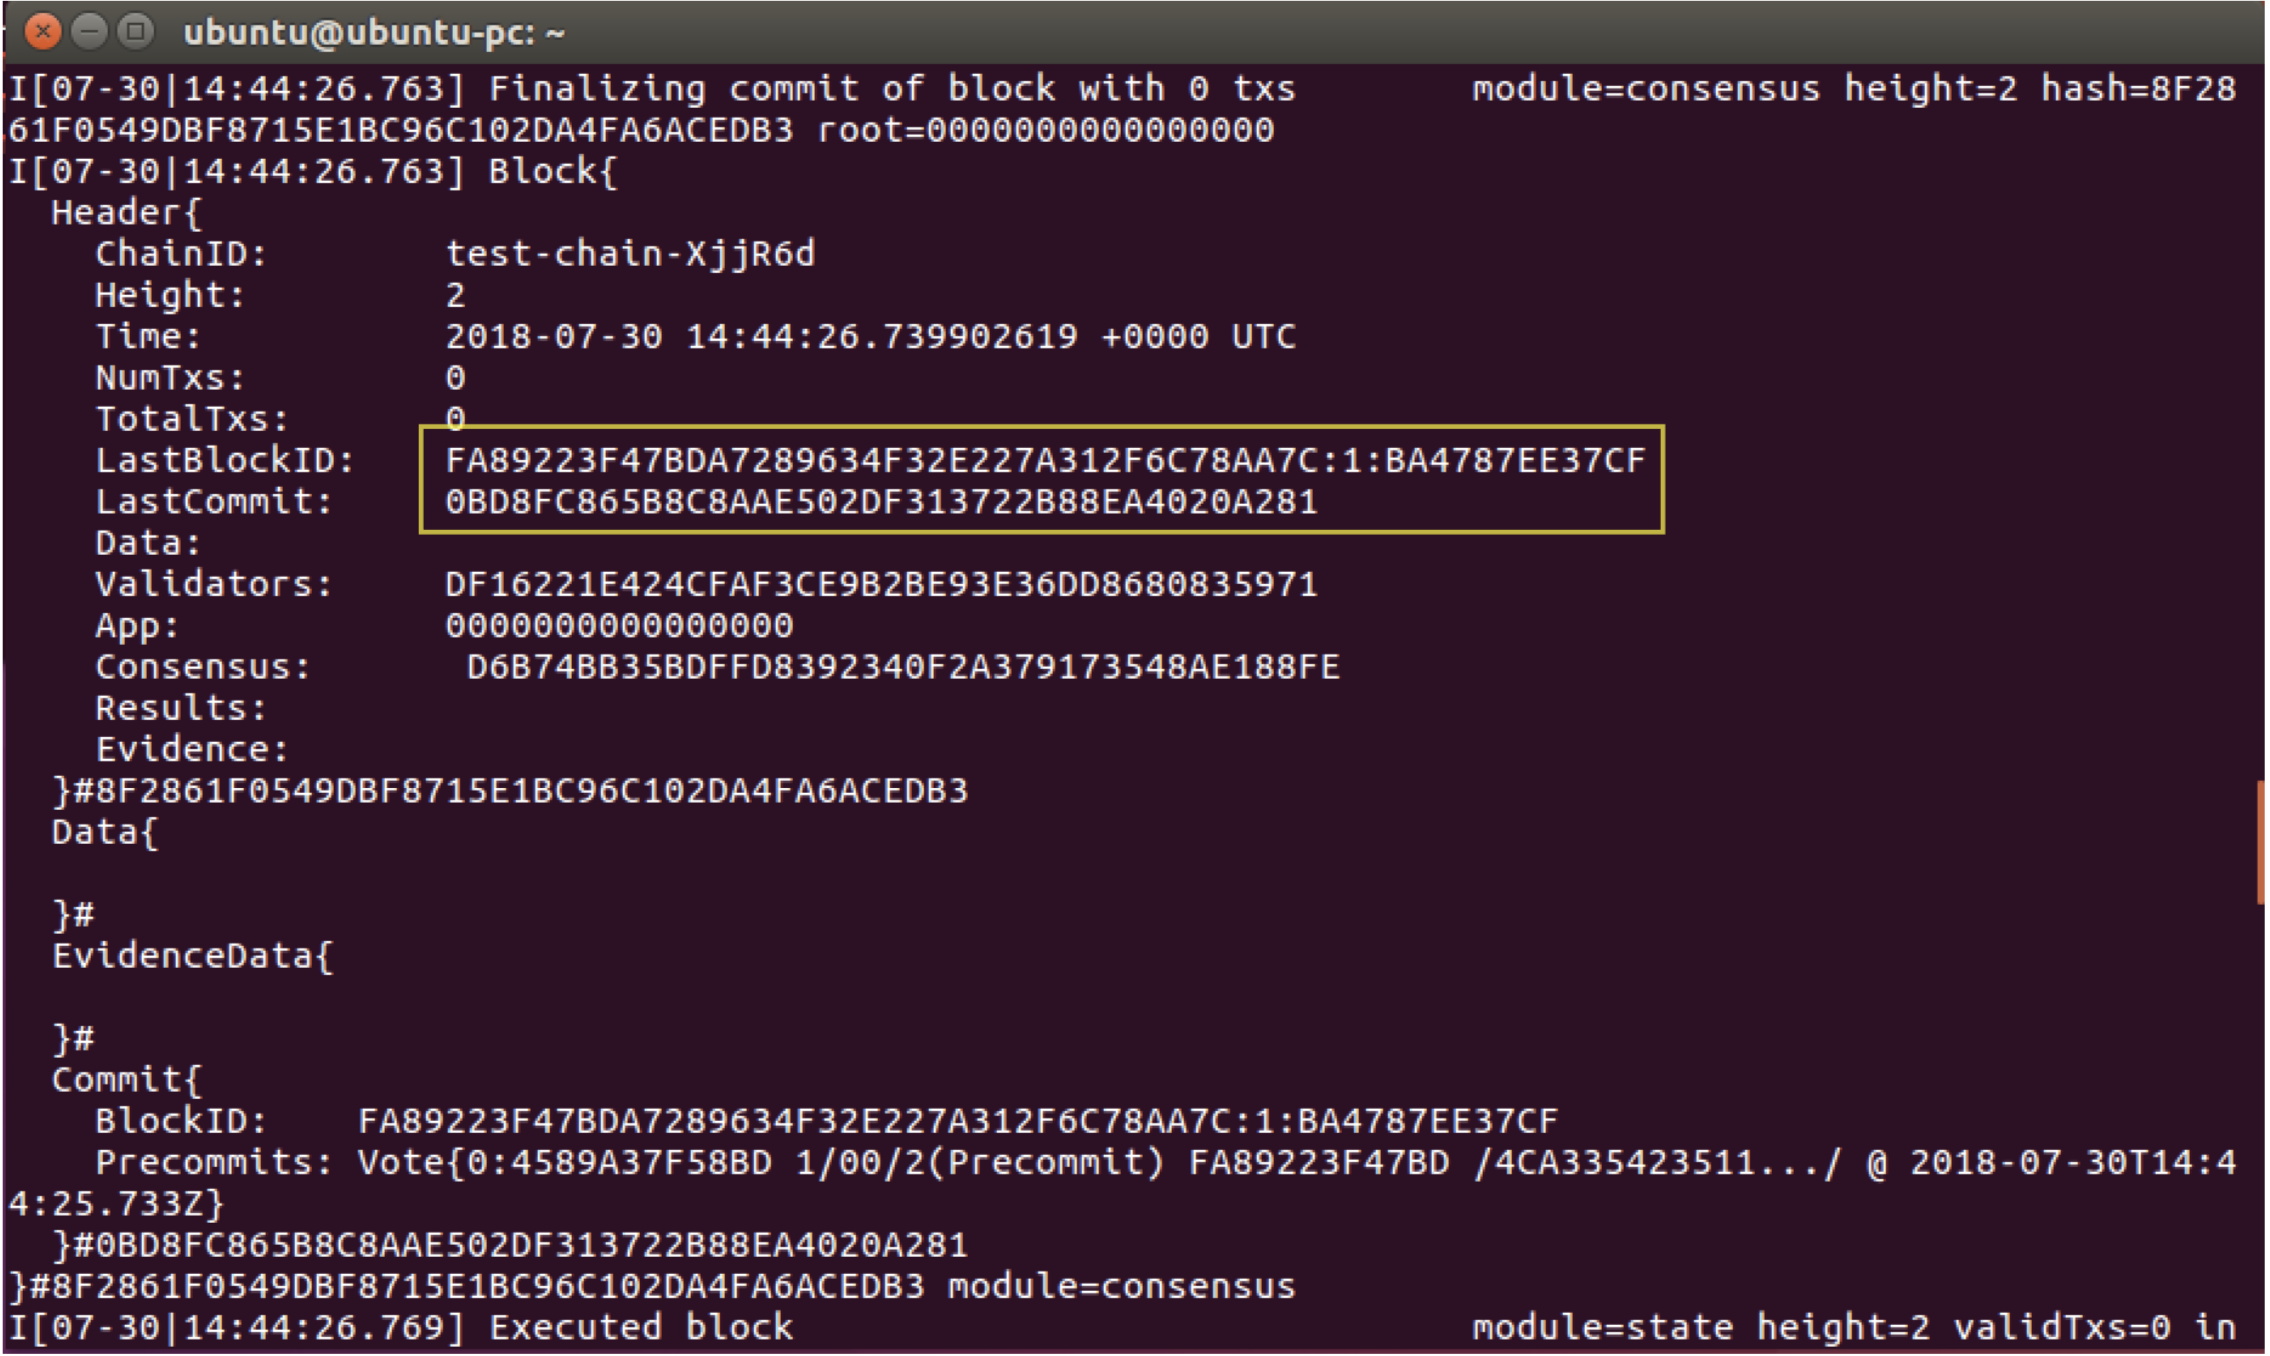 ubuntu@ubuntu-pc: ~
I[07-30|14:44:26.763] Finalizing commit of block with 0 txs module=consensus height=2 hash=8F28
61F0549DBF8715E1BC96C102DA4FA6ACEDB3 root=0000000000000000
I[07-30|14:44:26.763] Block{
Header{
ChainID: test-chain-XjjR6d
Height: 2
Time: 2018-07-30 14:44:26.739902619 +0000 UTC
NumTxs: 0
TotalTxs: 0
LastBlockID: FA89223F47BDA7289634F32E227A312F6C78AA7C:1:BA4787EE37CF
LastCommit: 0BD8FC865B8C8AAE502DF313722B88EA4020A281
Data:
Validators: DF16221E424CFAF3CE9B2BE93E36DD8680835971
App: 0000000000000000
Consensus: D6B74BB35BDFFD8392340F2A379173548AE188FE
Results:
Evidence:
}#8F2861F0549DBF8715E1BC96C102DA4FA6ACEDB3
Data{
}#
EvidenceData{
}#
Commit{
BlockID: FA89223F47BDA7289634F32E227A312F6C78AA7C:1:BA4787EE37CF
Precommits: Vote{0:4589A37F58BD 1/00/2(Precommit) FA89223F47BD /4CA335423511.../ @ 2018-07-30T14:4
4:25.733Z}
}#0BD8FC865B8C8AAE502DF313722B88EA4020A281
}#8F2861F0549DBF8715E1BC96C102DA4FA6ACEDB3 module=consensus
I[07-30|14:44:26.769] Executed block module=state height=2 validTxs=0 in